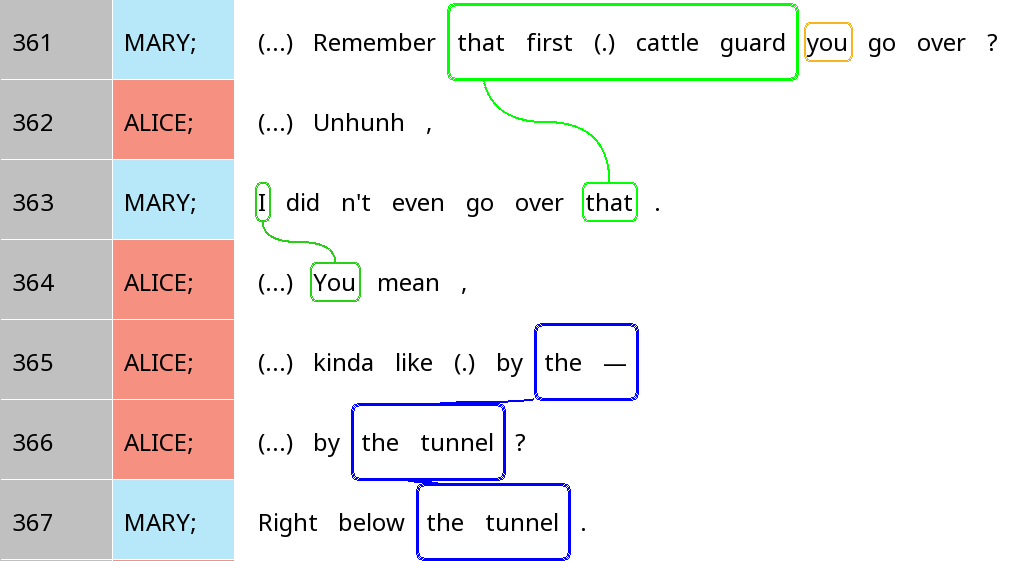 361 MARY; (...) Remember that first (.) cattle guard you go over ?
362 ALICE; (...) Unhunh ,
363 MARY; I did n't even go over that .
364 ALICE; (...) You mean ,
365 ALICE; (...) kinda like (.) by the —
366 ALICE; (...) by the tunnel ?
367 MARY; Right below the tunnel .